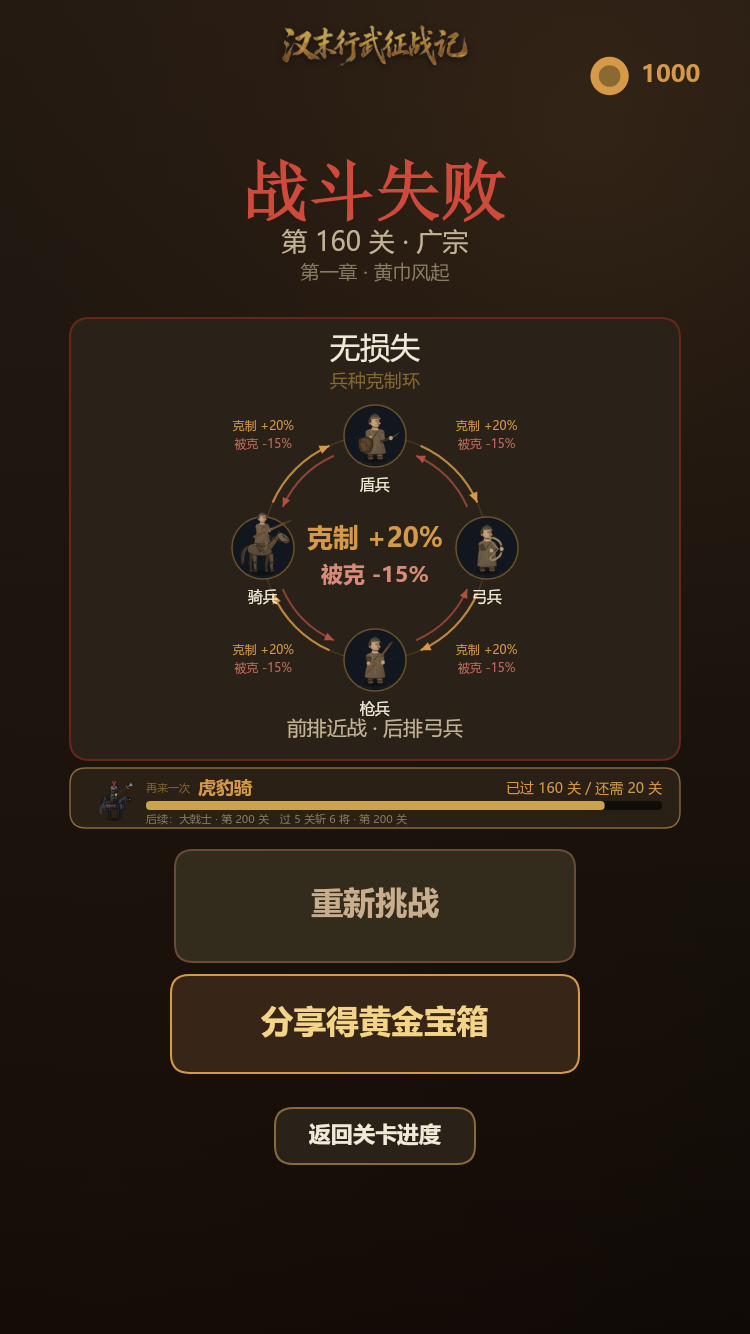 汉末行武征战记
1000
战斗失败
第 160 关 · 广宗
第一章 · 黄巾风起
无损失
兵种克制环
克制 +20%
被克 -15%
克制 +20%
被克 -15%
盾兵
克制 +20%
被克 -15%
骑兵
弓兵
克制 +20%
被克 -15%
克制 +20%
被克 -15%
枪兵
前排近战 · 后排弓兵
再来一次 虎豹骑
已过 160 关 / 还需 20 关
后续: 大戟士 · 第 200 关 过 5 关斩 6 将 · 第 200 关
重新挑战
分享得黄金宝箱
返回关卡进度